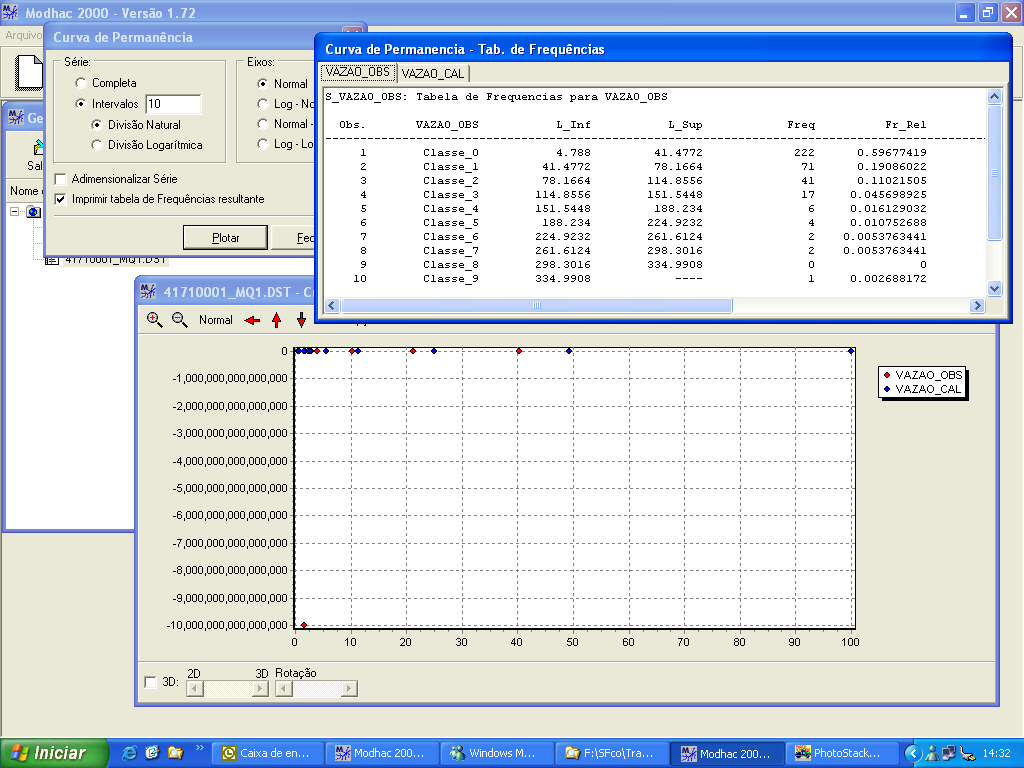 Modhac 2000 - Versão 1.72
Arquivo
Curva de Permanência
Série:
Completa
Intervalos 10
Divisão Natural
Divisão Logarítmica
Eixos:
Normal
Adimensionalizar Série
Imprimir tabela de Frequências resultante
Plotar
Nome
Curva de Permanencia - Tab. de Frequências
VAZAO_OBS VAZAO_CAL
S_VAZAO_OBS: Tabela de Frequencias para VAZAO_OBS
Obs. VAZAO_OBS L_Inf L_Sup Freq Fr_Rel
1 Classe_0 4.788 41.4772 222 0.59677419
2 Classe_1 41.4772 78.1664 71 0.19086022
3 Classe_2 78.1664 114.8556 41 0.11021505
4 Classe_3 114.8556 151.5448 17 0.045698925
5 Classe_4 151.5448 188.234 6 0.016129032
6 Classe_5 188.234 224.9232 4 0.010752688
7 Classe_6 224.9232 261.6124 2 0.0053763441
8 Classe_7 261.6124 298.3016 2 0.0053763441
9 Classe_8 298.3016 334.9908 0 0
10 Classe_9 334.9908 ---- 1 0.002688172
41710001_MQ1.DST
41710001_MQ1.DST - C
Normal
0
-1,000,000,000,000,000
-2,000,000,000,000,000
-3,000,000,000,000,000
-4,000,000,000,000,000
-5,000,000,000,000,000
-6,000,000,000,000,000
-7,000,000,000,000,000
-8,000,000,000,000,000
-9,000,000,000,000,000
-10,000,000,000,000,000
0 10 20 30 40 50 60 70 80 90 100
VAZAO_OBS
VAZAO_CAL
3D: 2D 3D Rotação
Iniciar
Caixa de en...
Modhac 200...
Windows M...
F:\SFco\Tra...
Modhac 200...
PhotoStack...
14:32